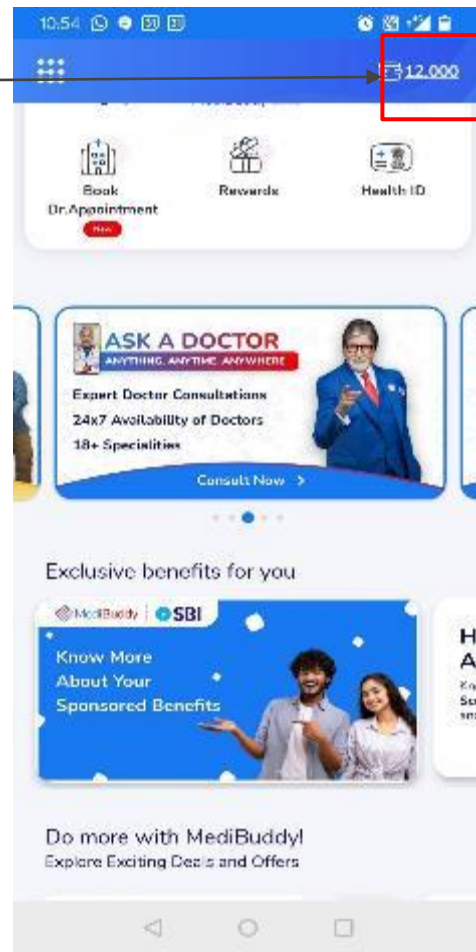 10:54
12,000
Book
Dr.Appointment
New
Rewards
Health ID
ASK A DOCTOR
ANYTHING. ANYTIME. ANYWHERE
Expert Doctor Consultations
24x7 Availability of Doctors
18+ Specialities
Consult Now >
Exclusive benefits for you
MediBuddy | SBI
Know More
About Your
Sponsored Benefits
H
A
Do more with MediBuddy!
Explore Exciting Deals and Offers